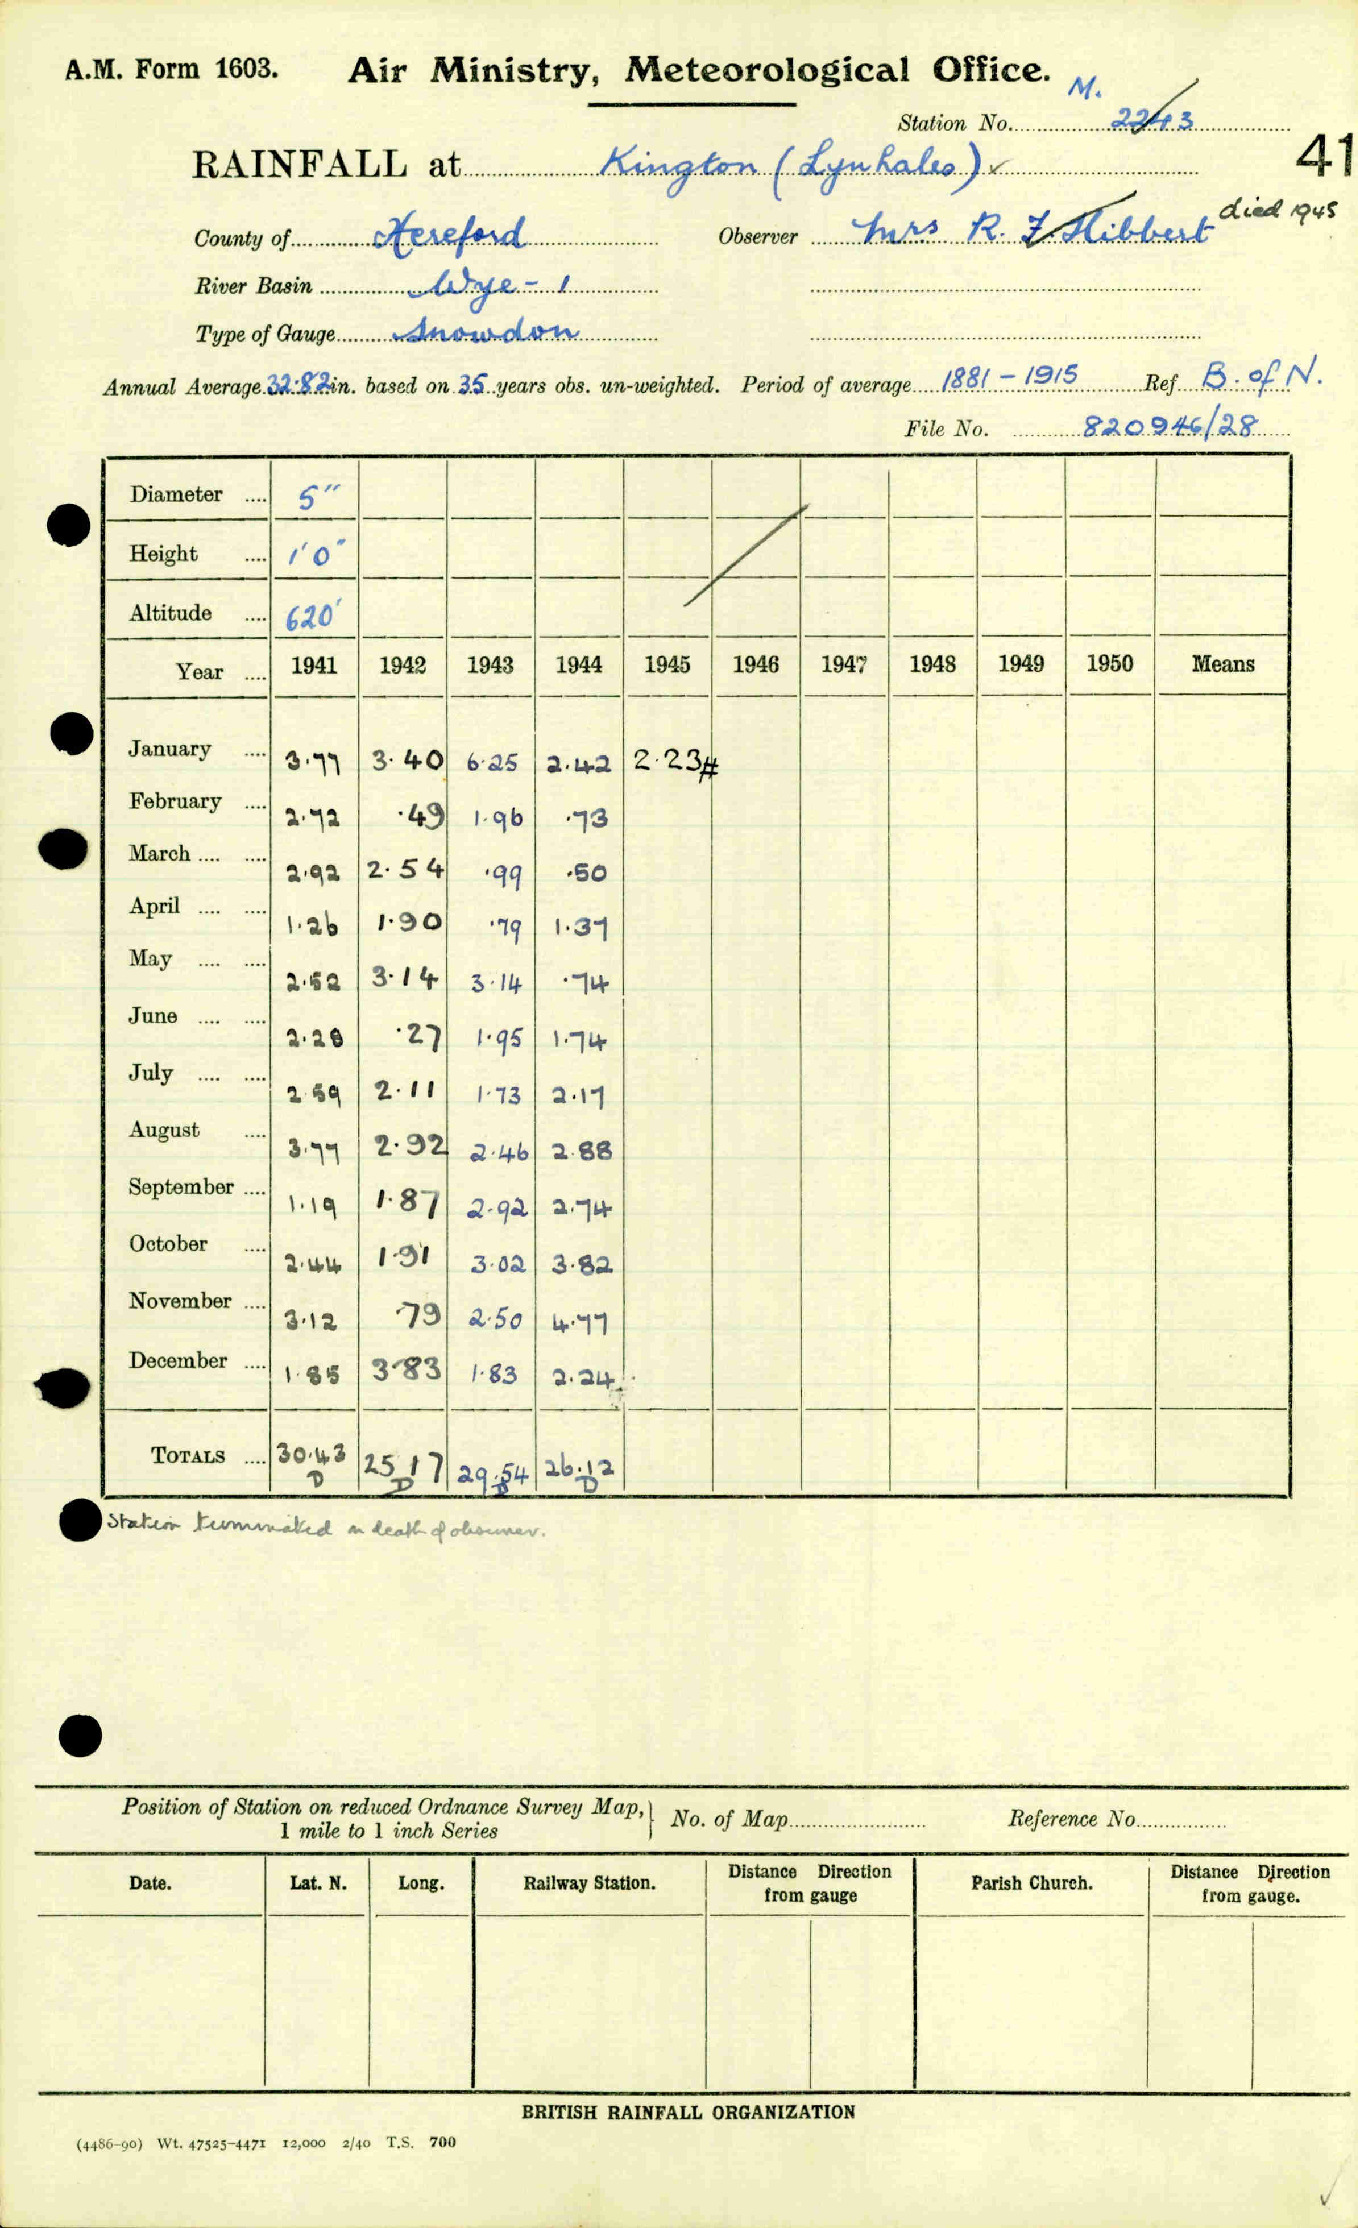 A.M. Form 1603. Air Ministry, Meteorological Office.
M.
Station No. 2243
41
RAINFALL at Kington (Lynhales) ✓
died 1945
County of Hereford Observer Mrs R. F. Hibbert
River Basin Wye - 1
Type of Gauge Snowdon
Annual Average 32.82 in. based on 35 years obs. un-weighted. Period of average 1881 - 1915 Ref B. of N.
File No. 820946/28
Diameter .... 5"
Height .... 1' 0"
Altitude .... 620'
Year .... 1941 1942 1943 1944 1945 1946 1947 1948 1949 1950 Means
January .... 3.77 3.40 6.25 2.42 2.23#
February .... 2.72 .49 1.96 .73
March .... .... 2.92 2.54 .99 .50
April .... .... 1.26 1.90 .79 1.37
May .... .... 2.52 3.14 3.14 .74
June .... .... 2.28 .27 1.95 1.74
July .... .... 2.59 2.11 1.73 2.17
August .... 3.77 2.92 2.46 2.88
September .... 1.19 1.87 2.92 2.74
October .... 2.44 1.91 3.02 3.82
November .... 3.12 .79 2.50 4.77
December .... 1.85 3.83 1.83 2.24
TOTALS .... 30.43 25.17 29.54 26.12
D D D D
Station terminated on death of observer.
Position of Station on reduced Ordnance Survey Map, } No. of Map Reference No.
1 mile to 1 inch Series
Date. Lat. N. Long. Railway Station. Distance Direction from gauge Parish Church. Distance Direction from gauge.
BRITISH RAINFALL ORGANIZATION
(4486-90) Wt. 47525-4471 12,000 2/40 T.S. 700
✓